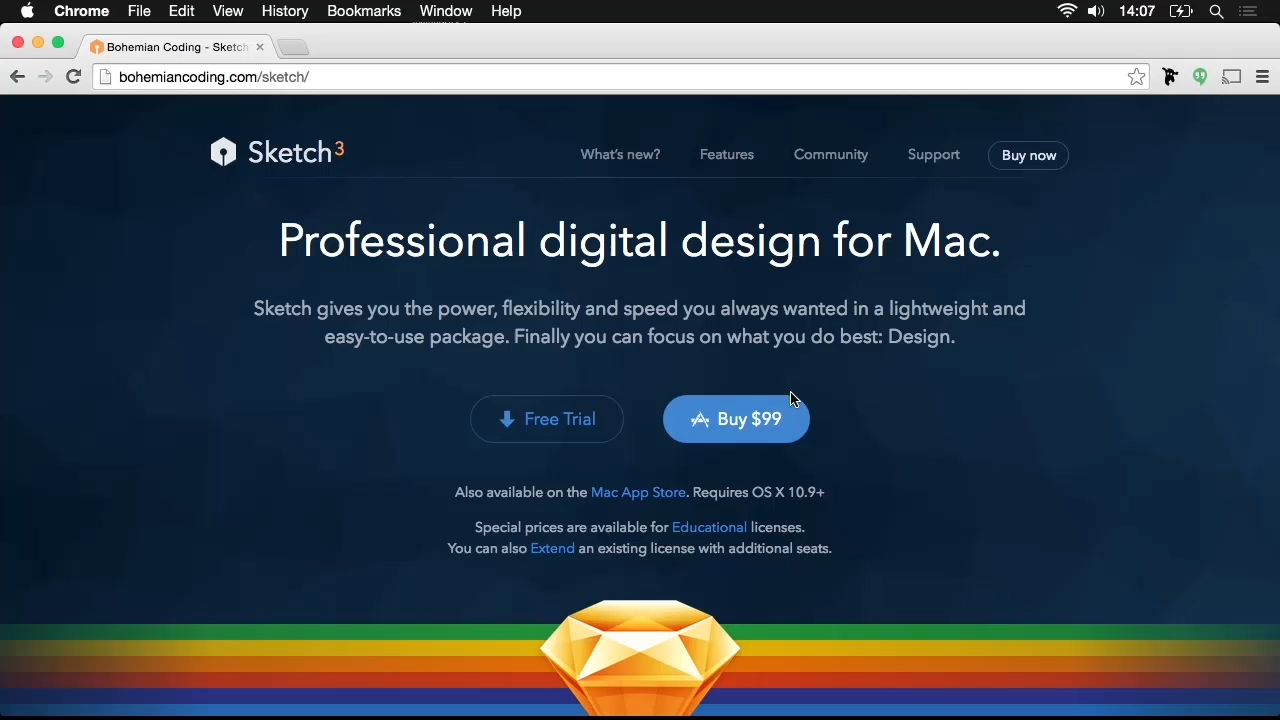 Chrome File Edit View History Bookmarks Window Help 14:07
Bohemian Coding - Sketch
bohemiancoding.com/sketch/
Sketch3 What's new? Features Community Support Buy now
Professional digital design for Mac.
Sketch gives you the power, flexibility and speed you always wanted in a lightweight and
easy-to-use package. Finally you can focus on what you do best: Design.
Free Trial Buy $99
Also available on the Mac App Store. Requires OS X 10.9+
Special prices are available for Educational licenses.
You can also Extend an existing license with additional seats.